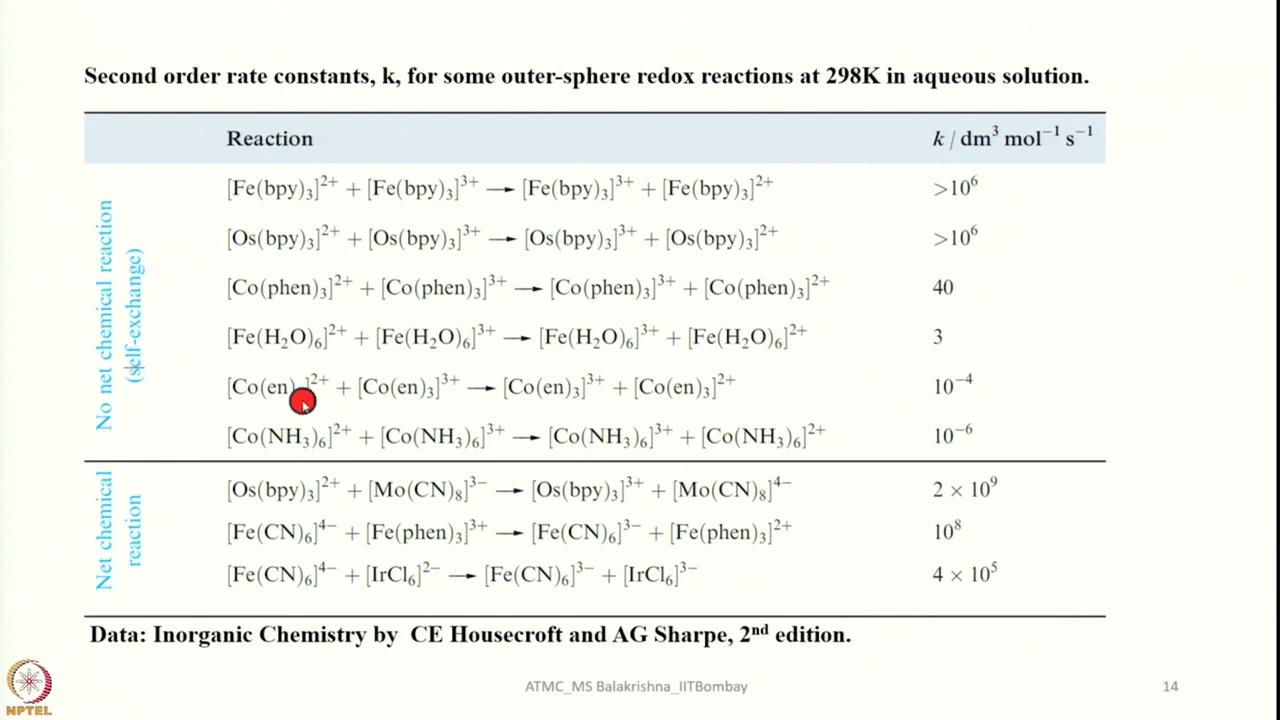 Second order rate constants, k, for some outer-sphere redox reactions at 298K in aqueous solution.
Reaction k / dm³ mol⁻¹ s⁻¹
No net chemical reaction
(self-exchange)
[Fe(bpy)₃]²⁺ + [Fe(bpy)₃]³⁺ → [Fe(bpy)₃]³⁺ + [Fe(bpy)₃]²⁺ >10⁶
[Os(bpy)₃]²⁺ + [Os(bpy)₃]³⁺ → [Os(bpy)₃]³⁺ + [Os(bpy)₃]²⁺ >10⁶
[Co(phen)₃]²⁺ + [Co(phen)₃]³⁺ → [Co(phen)₃]³⁺ + [Co(phen)₃]²⁺ 40
[Fe(H₂O)₆]²⁺ + [Fe(H₂O)₆]³⁺ → [Fe(H₂O)₆]³⁺ + [Fe(H₂O)₆]²⁺ 3
[Co(en) ]²⁺ + [Co(en)₃]³⁺ → [Co(en)₃]³⁺ + [Co(en)₃]²⁺ 10⁻⁴
[Co(NH₃)₆]²⁺ + [Co(NH₃)₆]³⁺ → [Co(NH₃)₆]³⁺ + [Co(NH₃)₆]²⁺ 10⁻⁶
Net chemical
reaction
[Os(bpy)₃]²⁺ + [Mo(CN)₈]³⁻ → [Os(bpy)₃]³⁺ + [Mo(CN)₈]⁴⁻ 2 × 10⁹
[Fe(CN)₆]⁴⁻ + [Fe(phen)₃]³⁺ → [Fe(CN)₆]³⁻ + [Fe(phen)₃]²⁺ 10⁸
[Fe(CN)₆]⁴⁻ + [IrCl₆]²⁻ → [Fe(CN)₆]³⁻ + [IrCl₆]³⁻ 4 × 10⁵
Data: Inorganic Chemistry by CE Housecroft and AG Sharpe, 2ⁿᵈ edition.
NPTEL
ATMC_MS Balakrishna_IITBombay 14